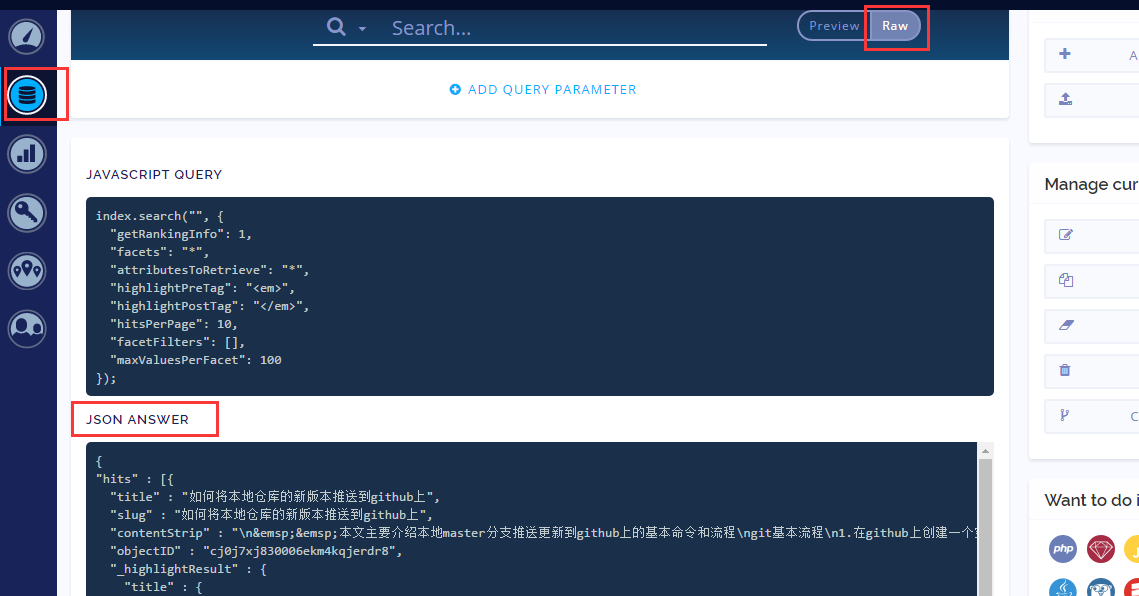 Search...
Preview
Raw
ADD QUERY PARAMETER
JAVASCRIPT QUERY
index.search("", {
"getRankingInfo": 1,
"facets": "*",
"attributesToRetrieve": "*",
"highlightPreTag": "<em>",
"highlightPostTag": "</em>",
"hitsPerPage": 10,
"facetFilters": [],
"maxValuesPerFacet": 100
});
JSON ANSWER
{
"hits" : [{
"title" : "如何将本地仓库的新版本推送到github上",
"slug" : "如何将本地仓库的新版本推送到github上",
"contentStrip" : "\n&emsp;&emsp;本文主要介绍本地master分支推送更新到github上的基本命令和流程\ngit基本流程\n1.在github上创建一个
"objectID" : "cj0j7xj830006ekm4kqjerdr8",
"_highlightResult" : {
"title" : {
A
Manage cur
C
Want to do i
php